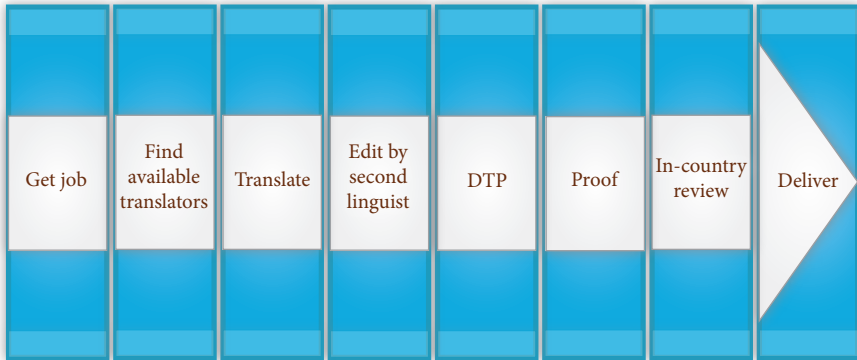 Get job
Find
available
translators
Translate
Edit by
second
linguist
DTP
Proof
In-country
review
Deliver